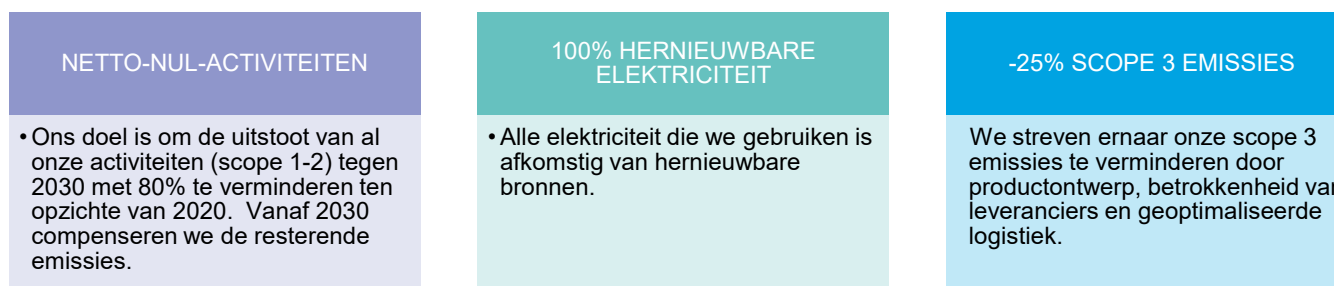 NETTO-NUL-ACTIVITEITEN
• Ons doel is om de uitstoot van al
onze activiteiten (scope 1-2) tegen
2030 met 80% te verminderen ten
opzichte van 2020. Vanaf 2030
compenseren we de resterende
emissies.
100% HERNIEUWBARE
ELEKTRICITEIT
• Alle elektriciteit die we gebruiken is
afkomstig van hernieuwbare
bronnen.
-25% SCOPE 3 EMISSIES
We streven ernaar onze scope 3
emissies te verminderen door
productontwerp, betrokkenheid van
leveranciers en geoptimaliseerde
logistiek.